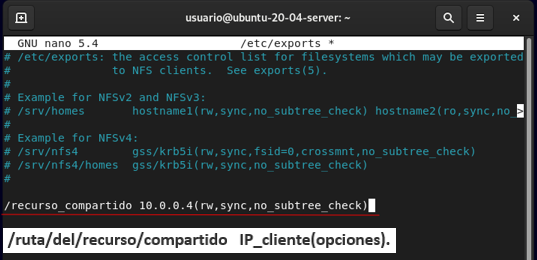 usuario@ubuntu-20-04-server: ~
GNU nano 5.4 /etc/exports *
# /etc/exports: the access control list for filesystems which may be exported
# to NFS clients. See exports(5).
#
# Example for NFSv2 and NFSv3:
# /srv/homes hostname1(rw,sync,no_subtree_check) hostname2(ro,sync,no_>
#
# Example for NFSv4:
# /srv/nfs4 gss/krb5i(rw,sync,fsid=0,crossmnt,no_subtree_check)
# /srv/nfs4/homes gss/krb5i(rw,sync,no_subtree_check)
#
/recurso_compartido 10.0.0.4(rw,sync,no_subtree_check)
/ruta/del/recurso/compartido IP_cliente(opciones).